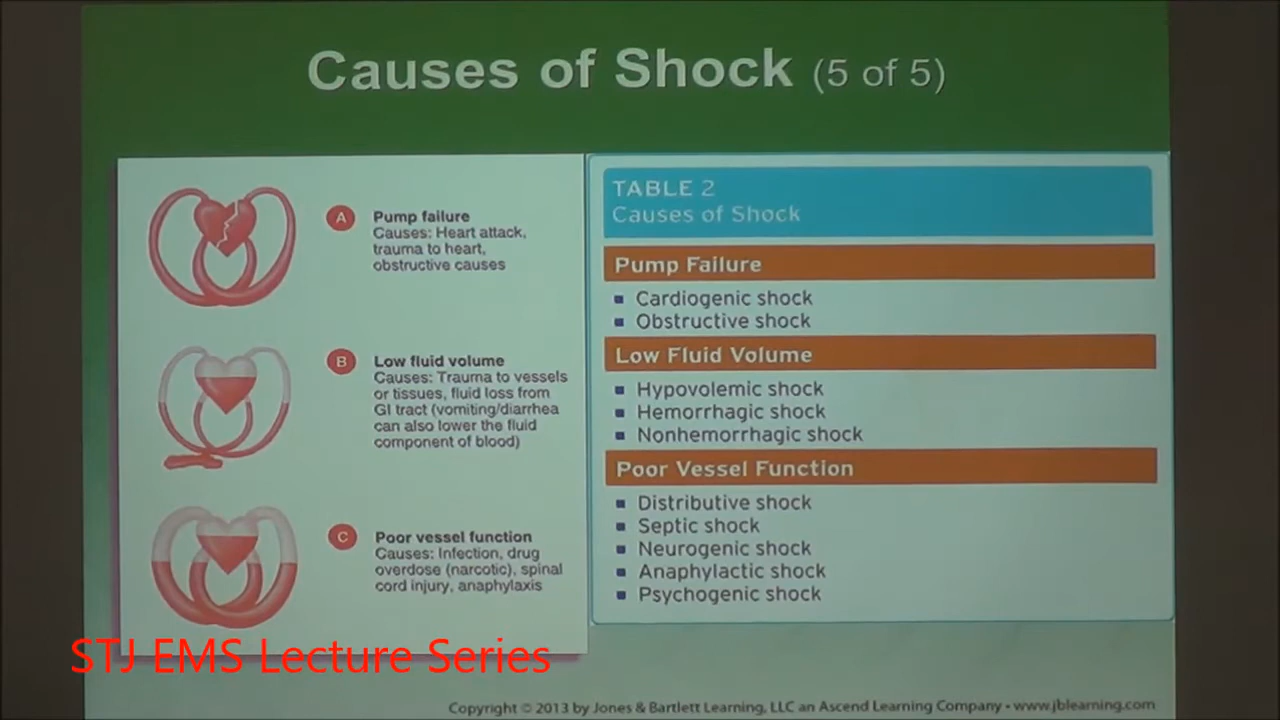 Causes of Shock (5 of 5)
A
Pump failure
Causes: Heart attack,
trauma to heart,
obstructive causes
B
Low fluid volume
Causes: Trauma to vessels
or tissues, fluid loss from
GI tract (vomiting/diarrhea
can also lower the fluid
component of blood)
C
Poor vessel function
Causes: Infection, drug
overdose (narcotic), spinal
cord injury, anaphylaxis
TABLE 2
Causes of Shock
Pump Failure
Cardiogenic shock
Obstructive shock
Low Fluid Volume
Hypovolemic shock
Hemorrhagic shock
Nonhemorrhagic shock
Poor Vessel Function
Distributive shock
Septic shock
Neurogenic shock
Anaphylactic shock
Psychogenic shock
STJ EMS Lecture Series
Copyright © 2013 by Jones & Bartlett Learning, LLC an Ascend Learning Company • www.jblearning.com